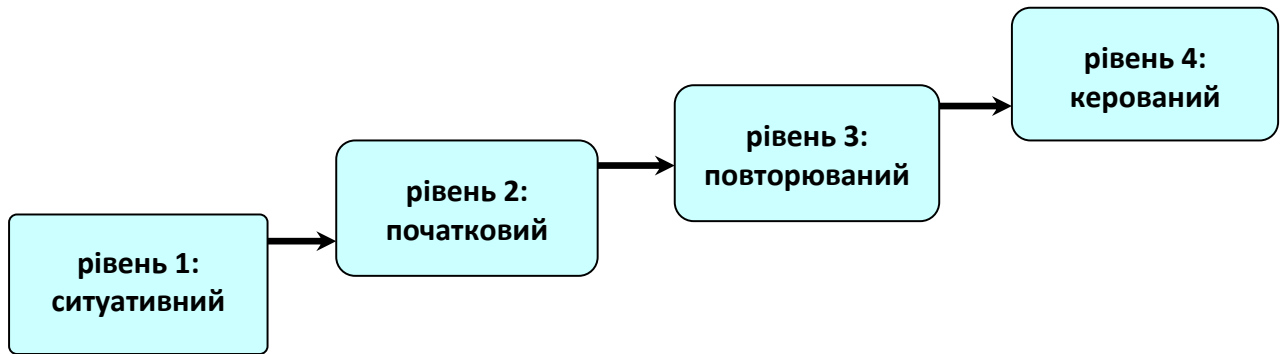 рівень 1:
ситуативний
рівень 2:
початковий
рівень 3:
повторюваний
рівень 4:
керований